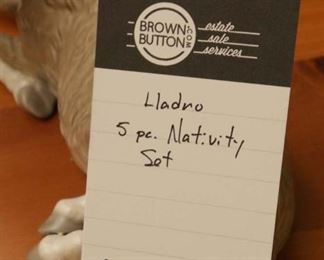 BROWN
BUTTON
.COM
estate
sale
services
Lladro
5 pc. Nativity
Set